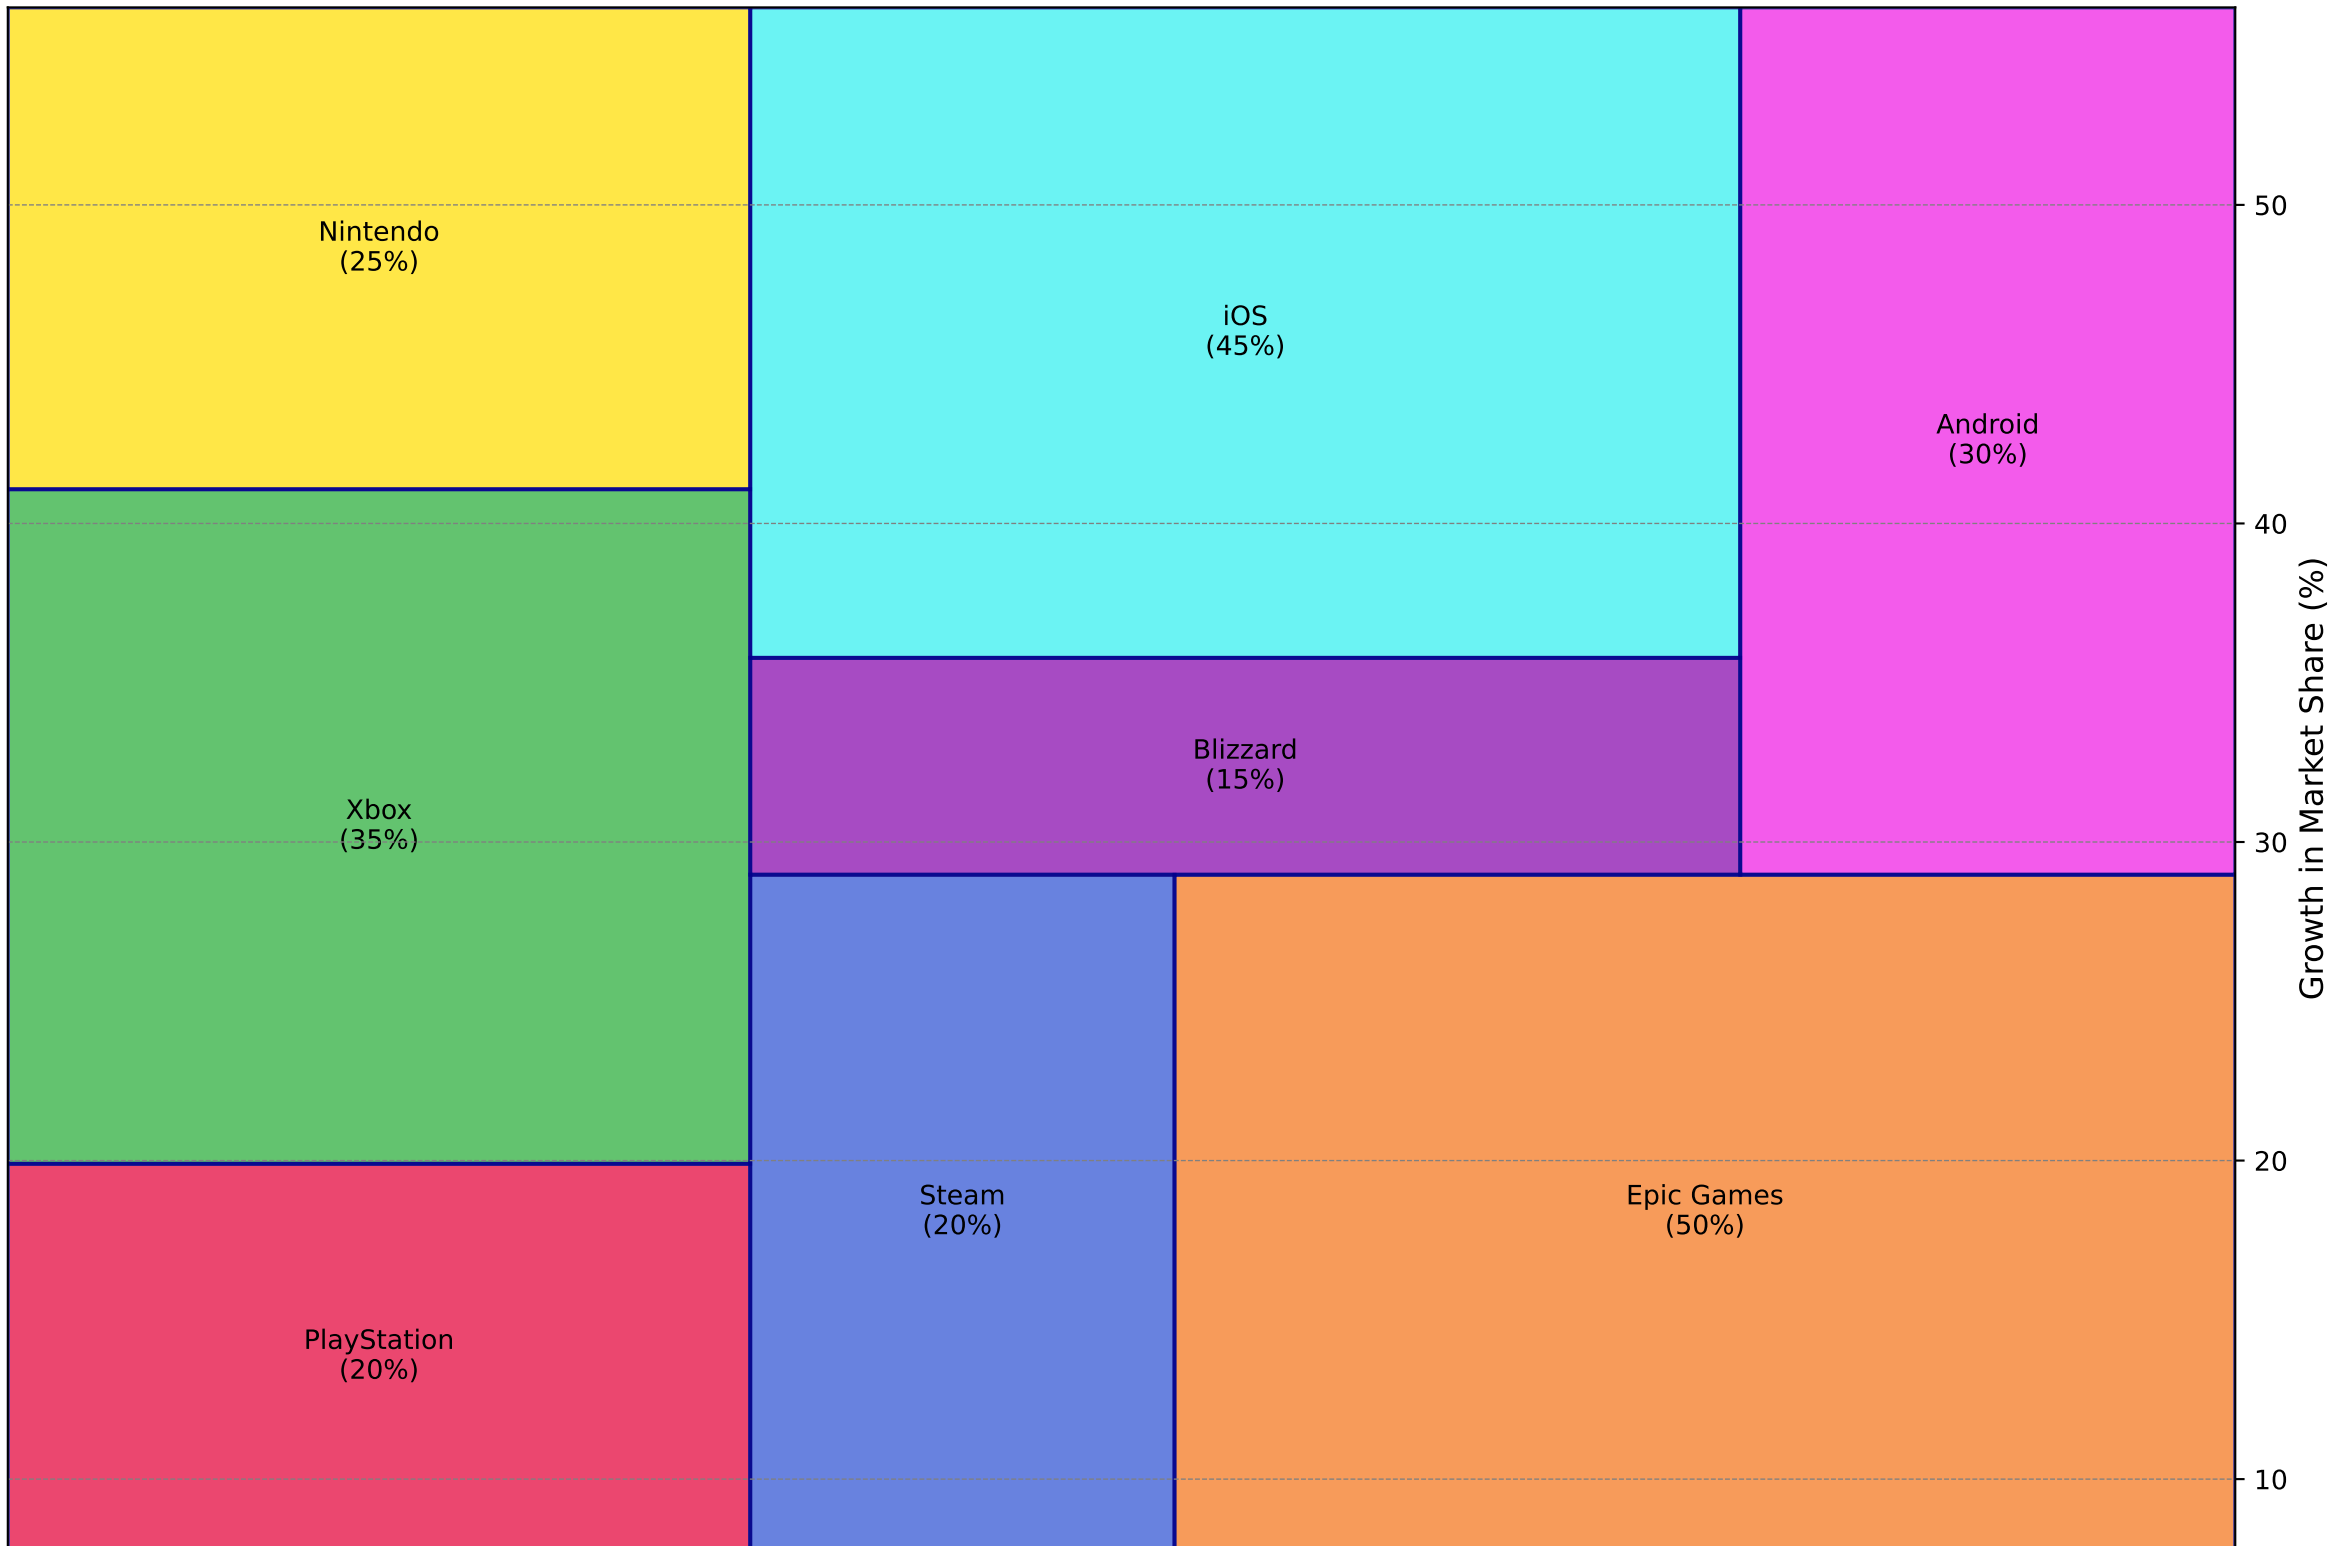 Nintendo
(25%)
iOS
(45%)
Android
(30%)
Xbox
(35%)
Blizzard
(15%)
PlayStation
(20%)
Steam
(20%)
Epic Games
(50%)
50
40
30
20
10
Growth in Market Share (%)